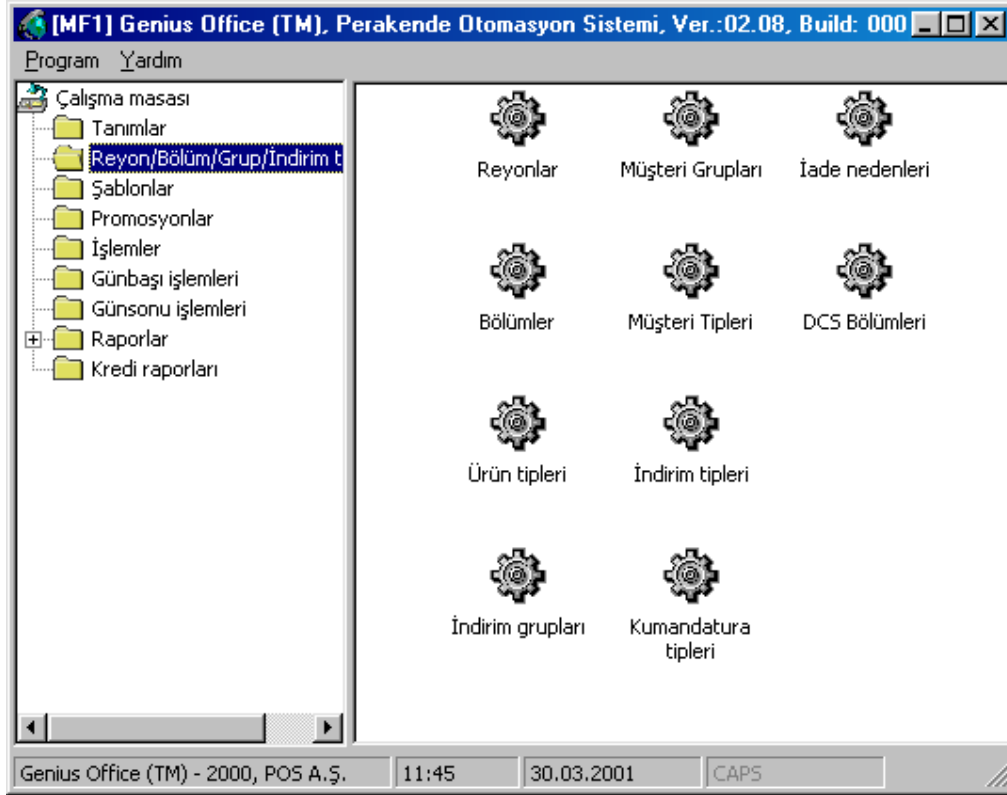 [MF1] Genius Office (TM), Perakende Otomasyon Sistemi, Ver.:02.08, Build: 000
Program Yardım
Çalışma masası
Tanımlar
Reyon/Bölüm/Grup/İndirim t
Şablonlar
Promosyonlar
İşlemler
Günbaşı işlemleri
Günsonu işlemleri
Raporlar
Kredi raporları
Reyonlar Müşteri Grupları İade nedenleri
Bölümler Müşteri Tipleri DCS Bölümleri
Ürün tipleri İndirim tipleri
İndirim grupları Kumandatura
tipleri
Genius Office (TM) - 2000, POS A.Ş. 11:45 30.03.2001 CAPS